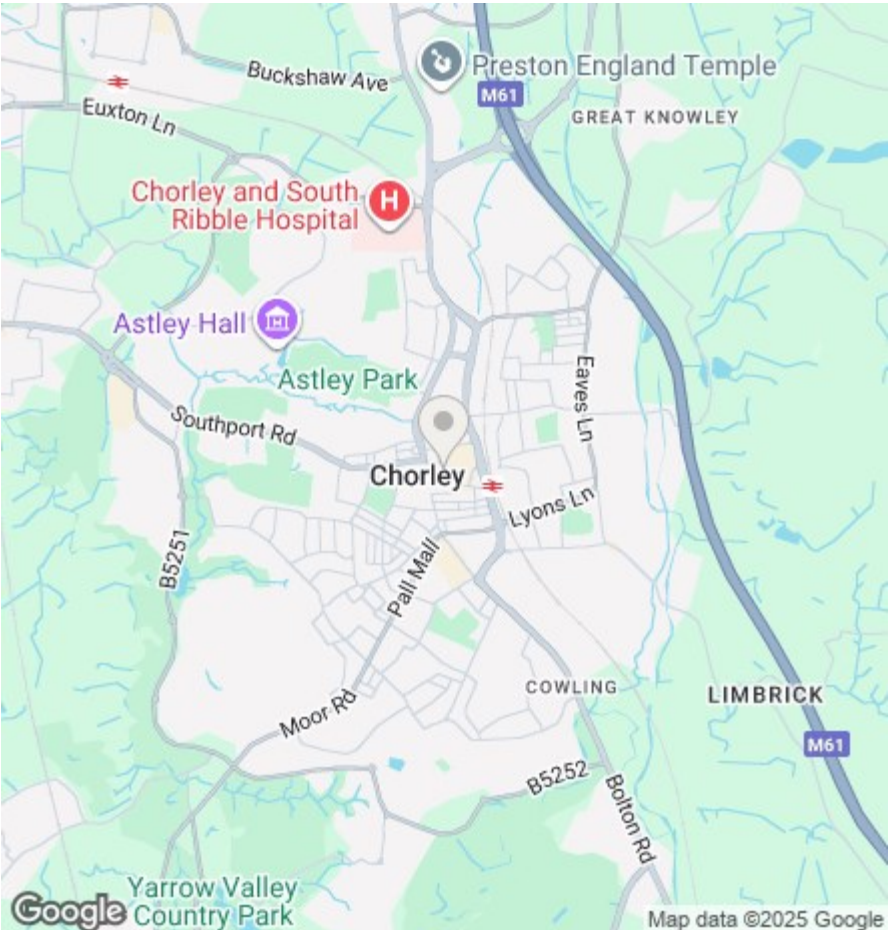 Buckshaw Ave
Preston England Temple
M61
Euxton Ln
GREAT KNOWLEY
Chorley and South
Ribble Hospital
H
Astley Hall
Astley Park
Eaves Ln
Southport Rd
Chorley
Lyons Ln
B5251
Pall Mall
COWLING
LIMBRICK
Moor Rd
M61
B5252
Bolton Rd
Yarrow Valley
Country Park
Google
Map data ©2025 Google